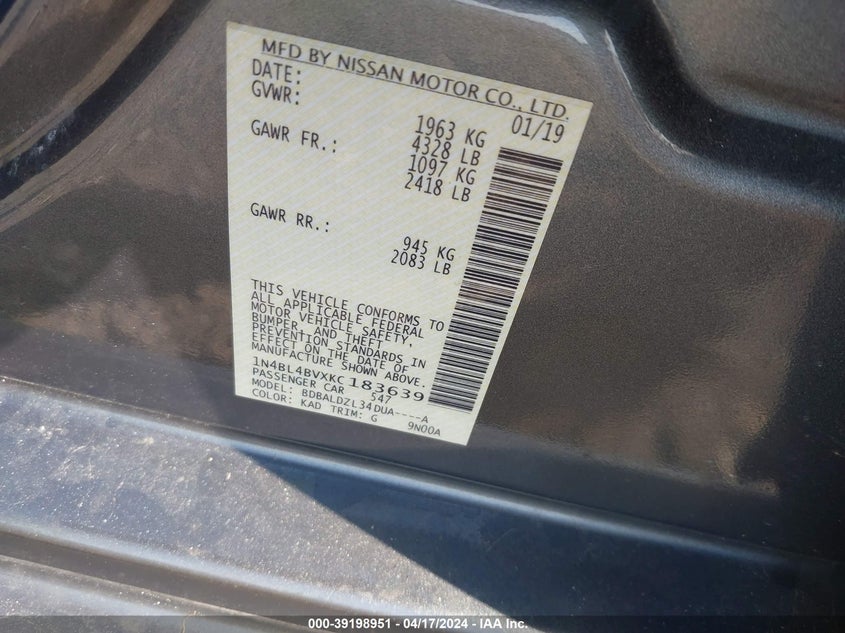 MFD BY NISSAN MOTOR CO., LTD.
DATE: 01/19
GVWR: 1963 KG
4328 LB
GAWR FR.: 1097 KG
2418 LB
GAWR RR.: 945 KG
2083 LB
THIS VEHICLE CONFORMS TO
ALL APPLICABLE FEDERAL
MOTOR VEHICLE SAFETY,
BUMPER, AND THEFT
PREVENTION STANDARDS IN
EFFECT ON THE DATE OF
MANUFACTURE SHOWN ABOVE.
1N4BL4BVXKC183639
PASSENGER CAR 547
MODEL: BDBALDZL34DUA----A
COLOR: KAD TRIM: G 9N00A
000-39198951 - 04/17/2024 - IAA Inc.